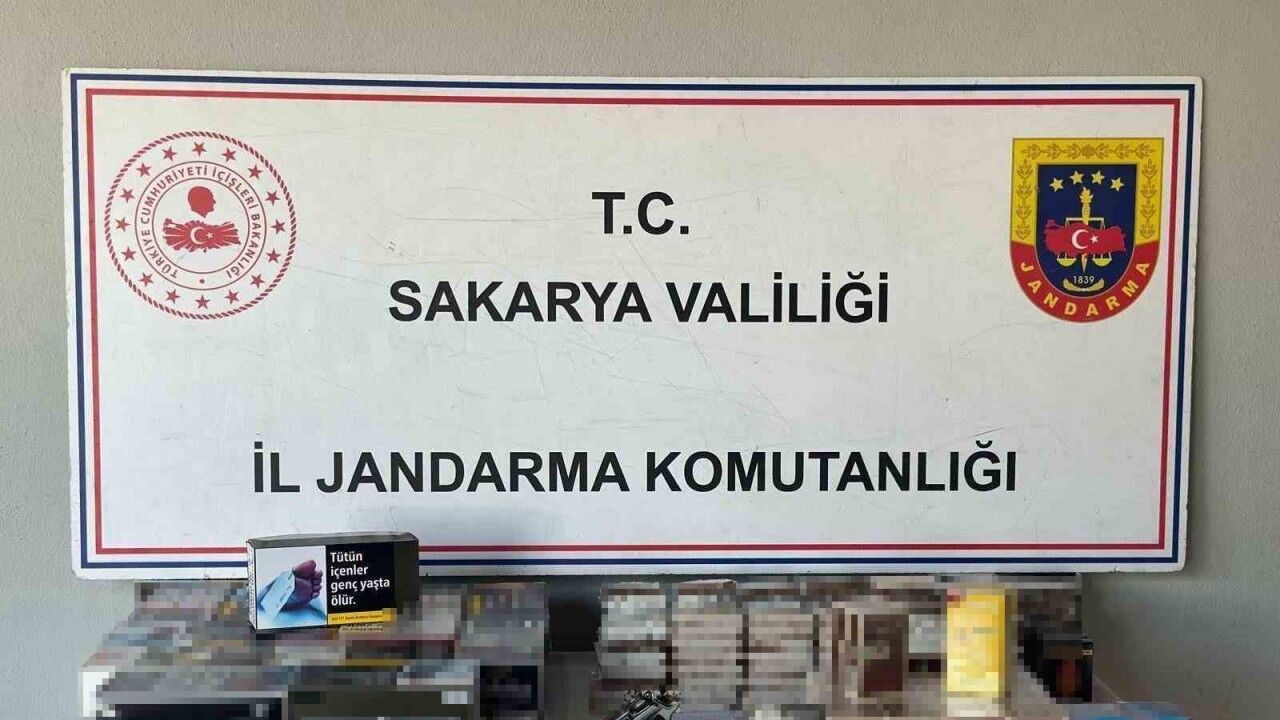 TÜRKİYE CUMHURİYETİ İÇİŞLERİ BAKANLIĞI
T.C.
SAKARYA VALİLİĞİ
İL JANDARMA KOMUTANLIĞI
1839
JANDARMA
Tütün
içenler
genç yaşta
ölür.